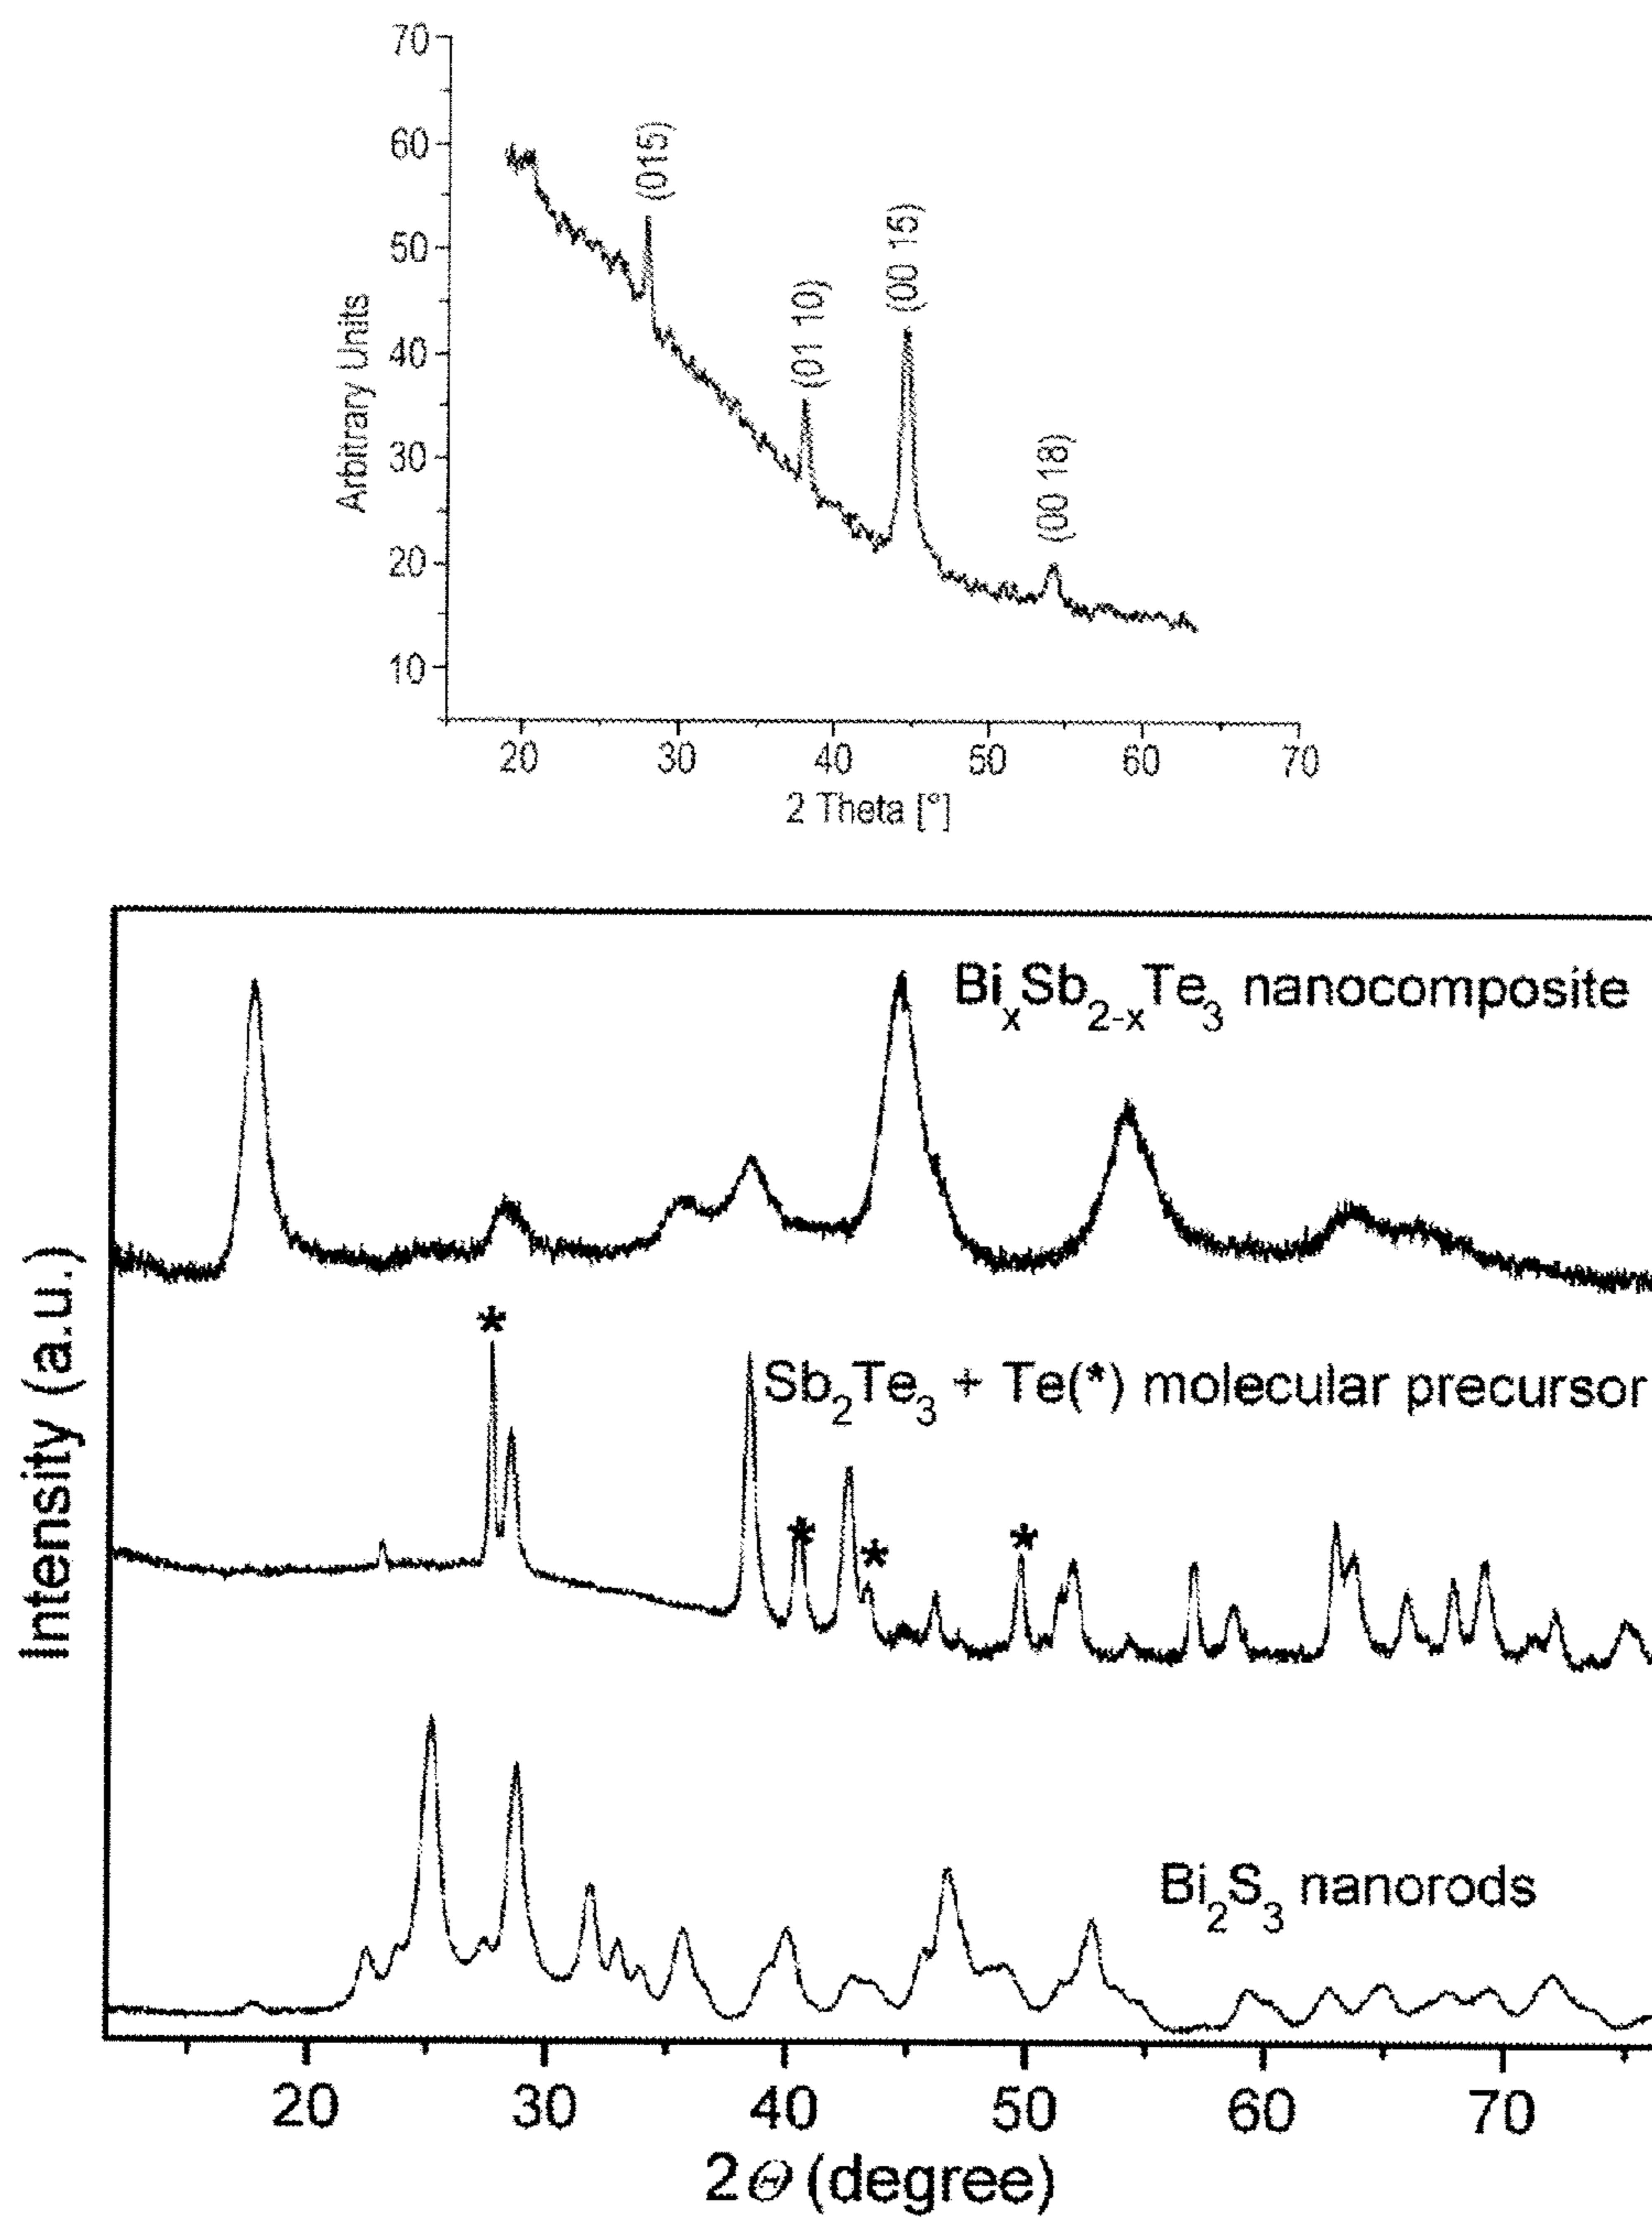 70
60
50
40
30
20
10
Arbitrary Units
(015)
(01 10)
(00 15)
(00 18)
20 30 40 50 60 70
2 Theta [°]
BiₓSb₂₋ₓTe₃ nanocomposite
*
Sb₂Te₃ + Te(*) molecular precursor
* * *
Bi₂S₃ nanorods
Intensity (a.u.)
20 30 40 50 60 70
2Θ (degree)